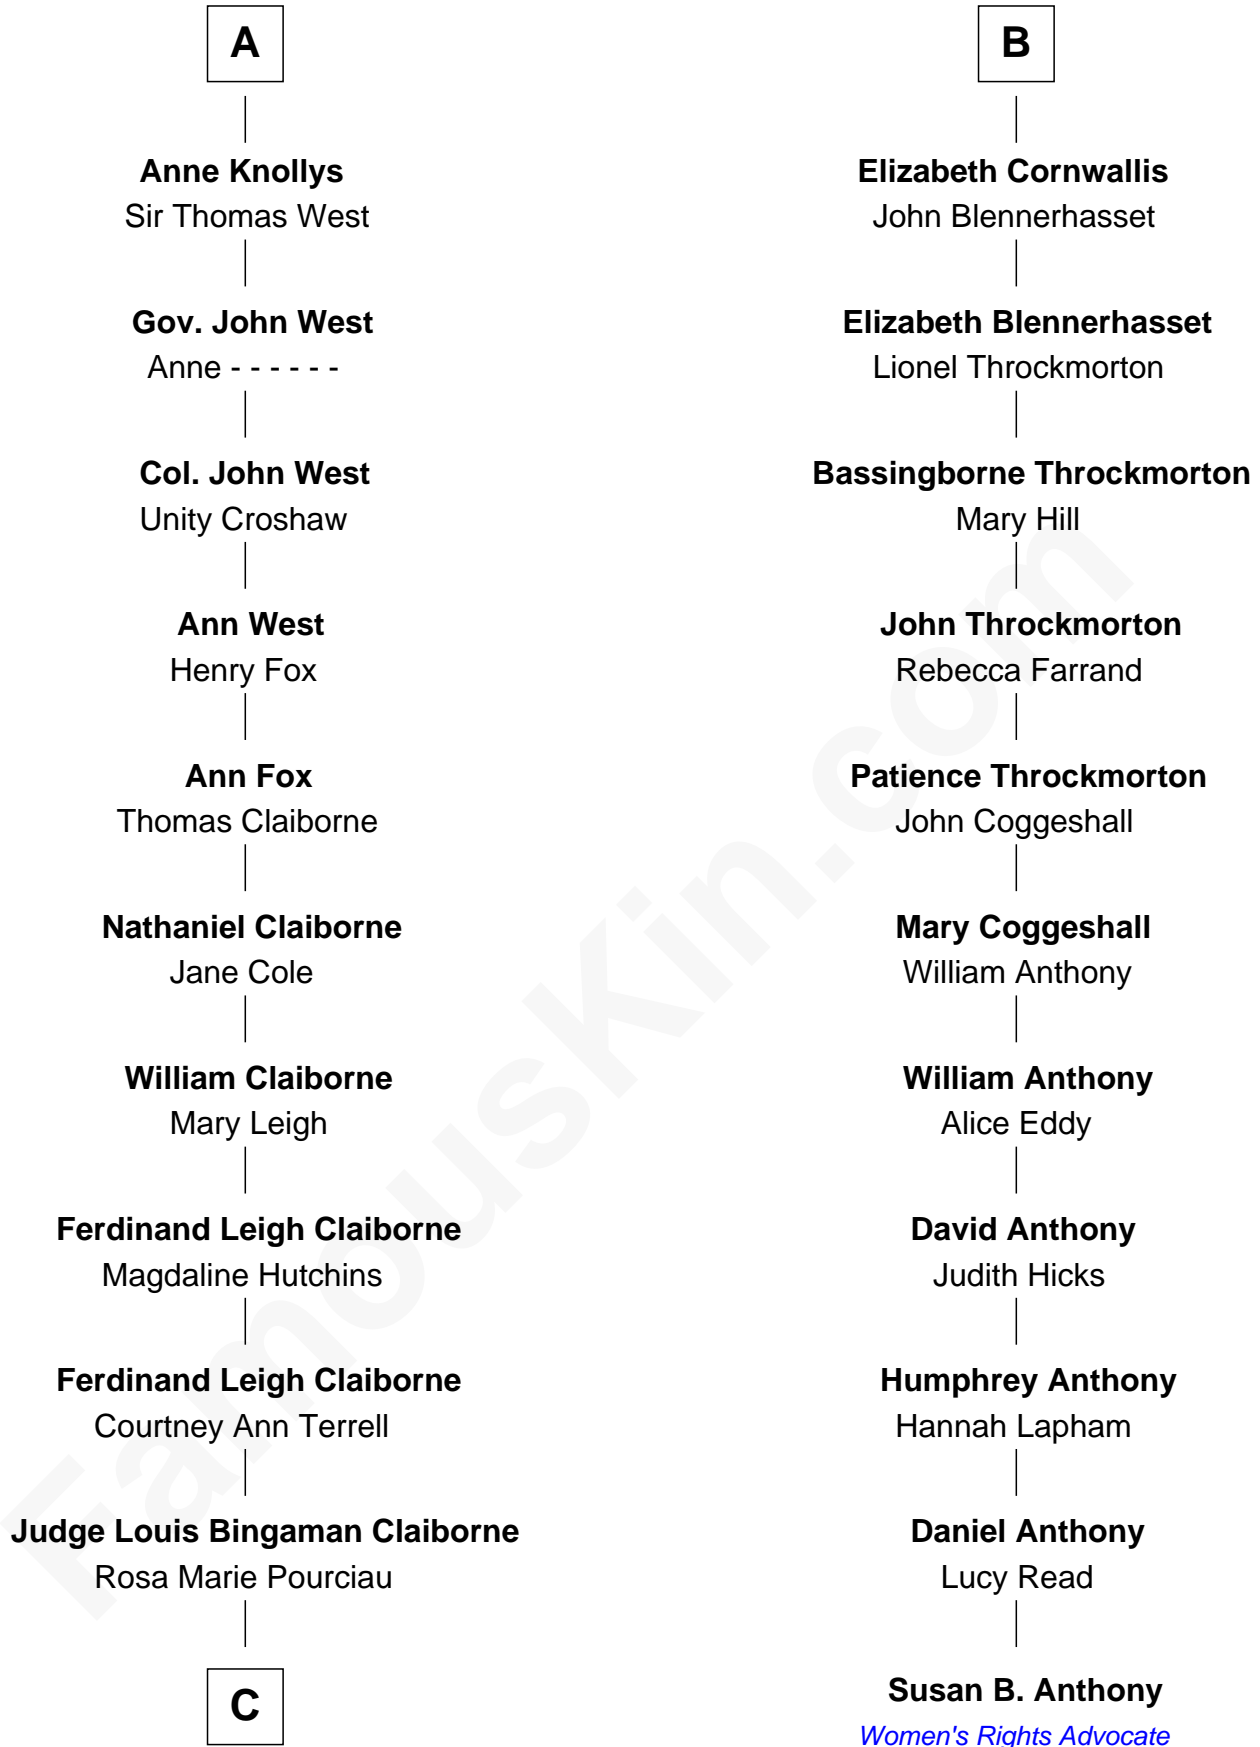 A
Anne Knollys
Sir Thomas West
Gov. John West
Anne - - - - - -
Col. John West
Unity Croshaw
Ann West
Henry Fox
Ann Fox
Thomas Claiborne
Nathaniel Claiborne
Jane Cole
William Claiborne
Mary Leigh
Ferdinand Leigh Claiborne
Magdaline Hutchins
Ferdinand Leigh Claiborne
Courtney Ann Terrell
Judge Louis Bingaman Claiborne
Rosa Marie Pourciau
C
B
Elizabeth Cornwallis
John Blennerhasset
Elizabeth Blennerhasset
Lionel Throckmorton
Bassingborne Throckmorton
Mary Hill
John Throckmorton
Rebecca Farrand
Patience Throckmorton
John Coggeshall
Mary Coggeshall
William Anthony
William Anthony
Alice Eddy
David Anthony
Judith Hicks
Humphrey Anthony
Hannah Lapham
Daniel Anthony
Lucy Read
Susan B. Anthony
Women's Rights Advocate
FamousKin.com